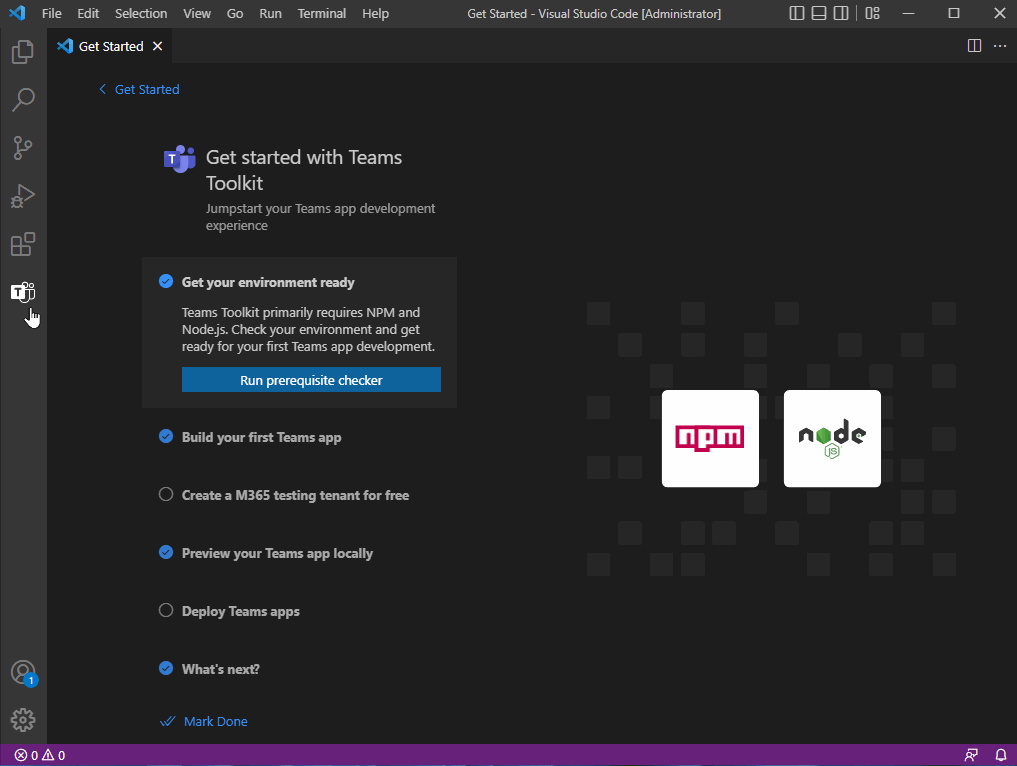 File Edit Selection View Go Run Terminal Help Get Started - Visual Studio Code [Administrator]
Get Started
Get Started
T
Get started with Teams
Toolkit
Jumpstart your Teams app development
experience
Get your environment ready
Teams Toolkit primarily requires NPM and
Node.js. Check your environment and get
ready for your first Teams app development.
Run prerequisite checker
Build your first Teams app
Create a M365 testing tenant for free
Preview your Teams app locally
Deploy Teams apps
What's next?
Mark Done
T
npm
node
JS
1
0 0